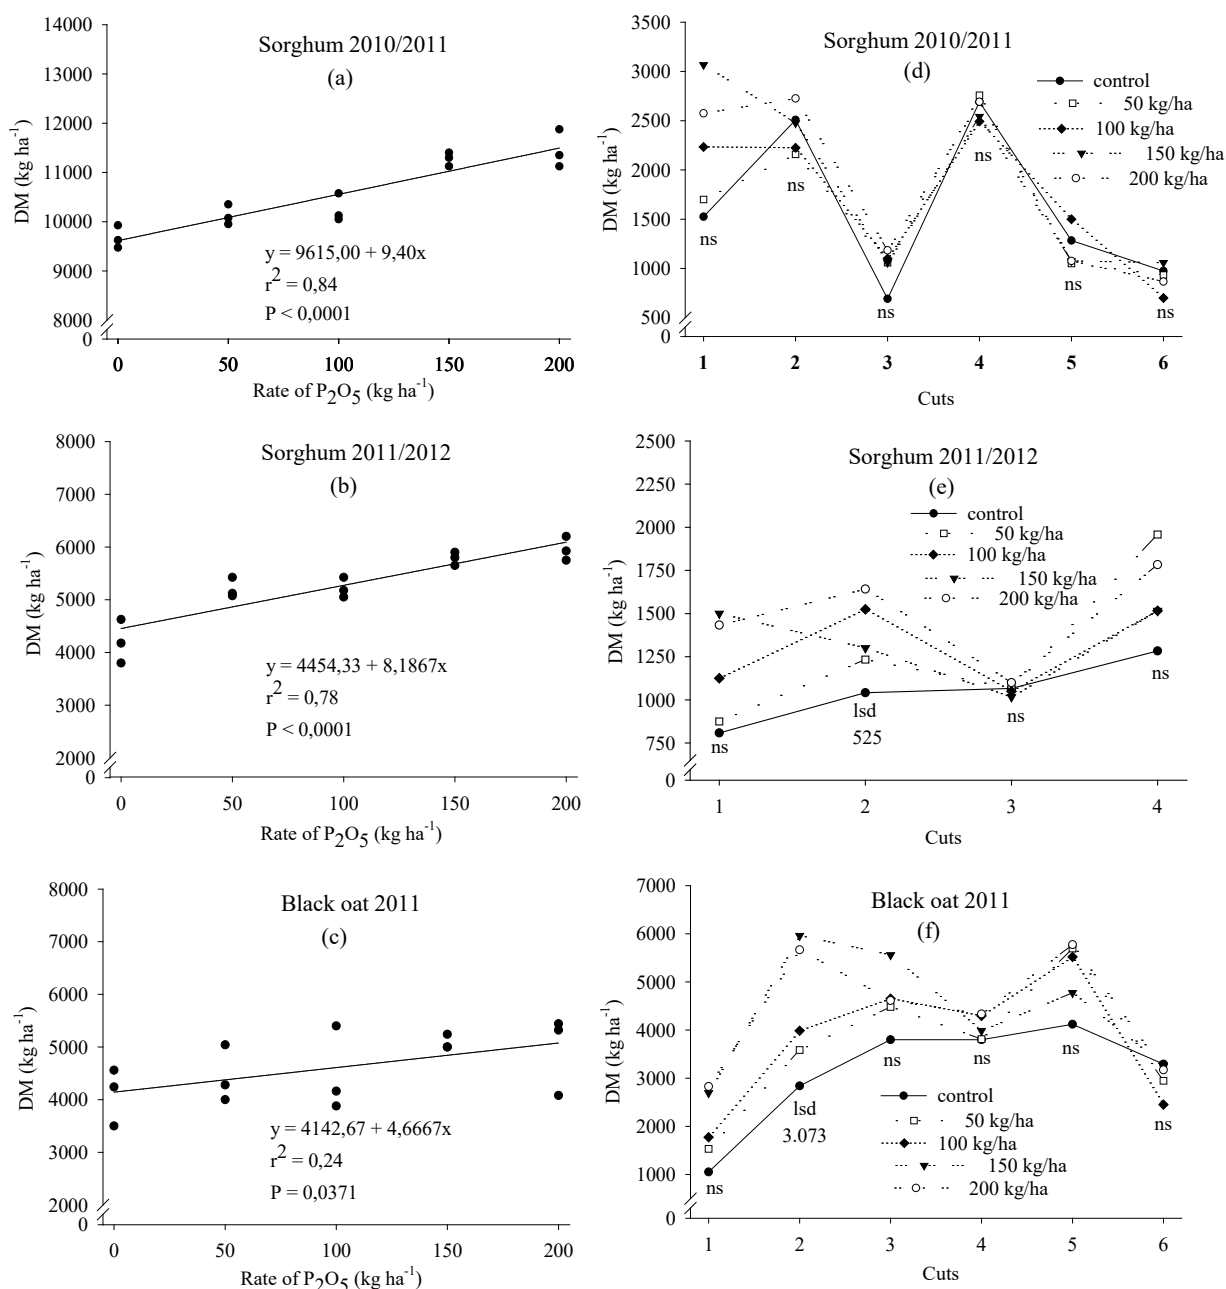 Sorghum 2010/2011
(a)
DM (kg ha⁻¹)
14000
13000
12000
11000
10000
9000
8000
0
y = 9615,00 + 9,40x
r² = 0,84
P < 0,0001
0 50 100 150 200
Rate of P₂O₅ (kg ha⁻¹)
Sorghum 2010/2011
(d)
DM (kg ha⁻¹)
3500
3000
2500
2000
1500
1000
500
0
control
50 kg/ha
100 kg/ha
150 kg/ha
200 kg/ha
ns
ns
ns
ns
ns
ns
1 2 3 4 5 6
Cuts
Sorghum 2011/2012
(b)
DM (kg ha⁻¹)
8000
7000
6000
5000
4000
3000
2000
0
y = 4454,33 + 8,1867x
r² = 0,78
P < 0,0001
0 50 100 150 200
Rate of P₂O₅ (kg ha⁻¹)
Sorghum 2011/2012
(e)
DM (kg ha⁻¹)
2500
2250
2000
1750
1500
1250
1000
750
0
control
50 kg/ha
100 kg/ha
150 kg/ha
200 kg/ha
ns
lsd
525
ns
ns
1 2 3 4
Cuts
Black oat 2011
(c)
DM (kg ha⁻¹)
8000
7000
6000
5000
4000
3000
2000
0
y = 4142,67 + 4,6667x
r² = 0,24
P = 0,0371
0 50 100 150 200
Rate of P₂O₅ (kg ha⁻¹)
Black oat 2011
(f)
DM (kg ha⁻¹)
7000
6000
5000
4000
3000
2000
1000
0
control
50 kg/ha
100 kg/ha
150 kg/ha
200 kg/ha
ns
lsd
3.073
ns
ns
ns
ns
1 2 3 4 5 6
Cuts